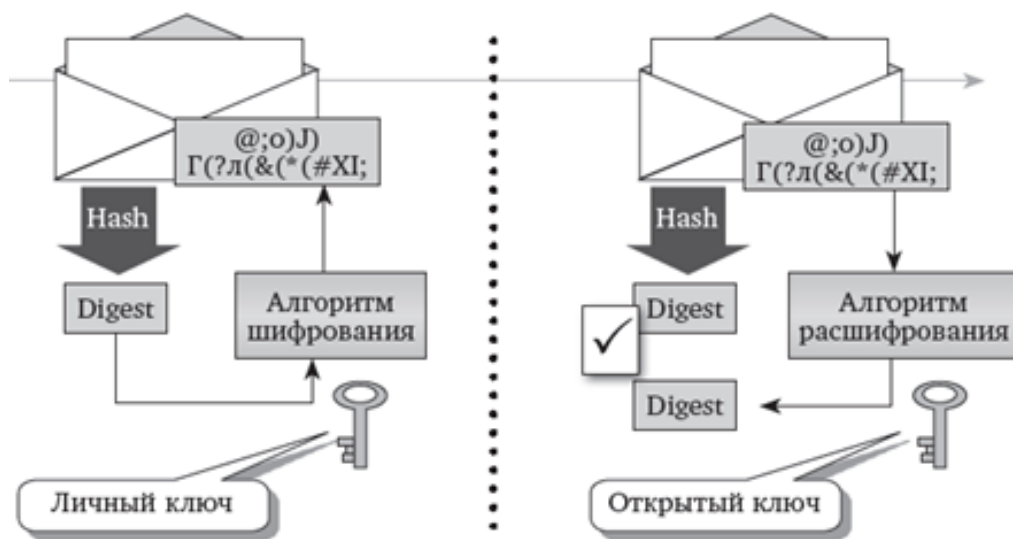 @;o)J)
Г(?л(&(*(#XI;
Hash
Digest
Алгоритм
шифрования
Личный ключ
@;o)J)
Г(?л(&(*(#XI;
Hash
Digest
Алгоритм
расшифрования
Digest
Открытый ключ